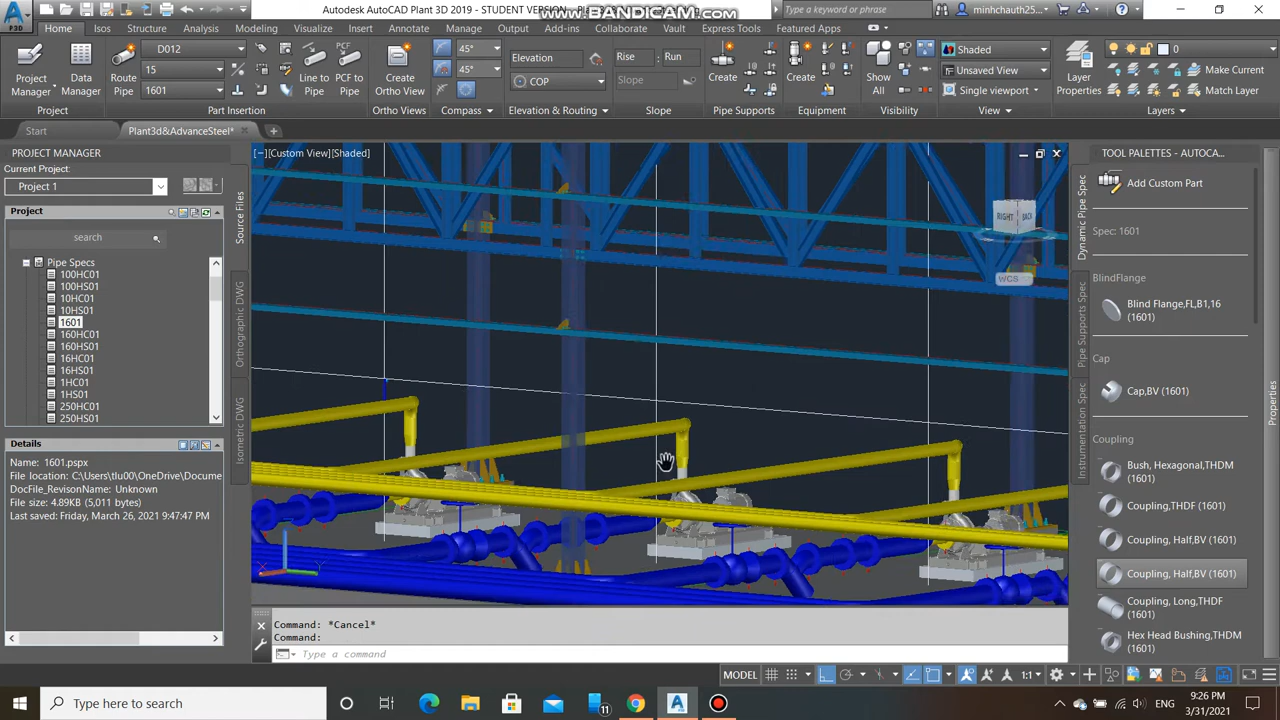 Autodesk AutoCAD Plant 3D 2019 - STUDENT VERSION
WWW.BANDICAM.COM
Type a keyword or phrase
minhchauth25...
P3D
Home Isos Structure Analysis Modeling Visualize Insert Annotate Manage Output Add-ins Collaborate Vault Express Tools Featured Apps
Project Manager
Data Manager
Route Pipe
D012
15
1601
Line to Pipe
PCF to Pipe
Create Ortho View
45°
45°
Elevation
COP
Rise : Run
Slope
Create
Create
Show All
Shaded
Unsaved View
Single viewport
Layer Properties
0
Make Current
Match Layer
Project Part Insertion Ortho Views Compass Elevation & Routing Slope Pipe Supports Equipment Visibility View Layers
Start
Plant3d&AdvanceSteel*
PROJECT MANAGER
Current Project:
Project 1
Project
search
Pipe Specs
100HC01
100HS01
10HC01
10HS01
1601
160HC01
160HS01
16HC01
16HS01
1HC01
1HS01
250HC01
250HS01
Details
Name: 1601.pspx
File location: C:\Users\tlu00\OneDrive\Docume
DocFile_RevisonName: Unknown
File size: 4.89KB (5,011 bytes)
Last saved: Friday, March 26, 2021 9:47:47 PM
Source Files
Orthographic DWG
Isometric DWG
[−][Custom View][Shaded]
RIGHT
BACK
WCS
X
Y
Command: *Cancel*
Command:
Type a command
TOOL PALETTES - AUTOCA...
Dynamic Pipe Spec
Pipe Supports Spec
Instrumentation Spec
Properties
Add Custom Part
Spec: 1601
BlindFlange
Blind Flange,FL,B1,16 (1601)
Cap
Cap,BV (1601)
Coupling
Bush, Hexagonal,THDM (1601)
Coupling,THDF (1601)
Coupling, Half,BV (1601)
Coupling, Half,BV (1601)
Coupling, Long,THDF (1601)
Hex Head Bushing,THDM (1601)
MODEL
1:1
Type here to search
11
ENG
9:26 PM
3/31/2021